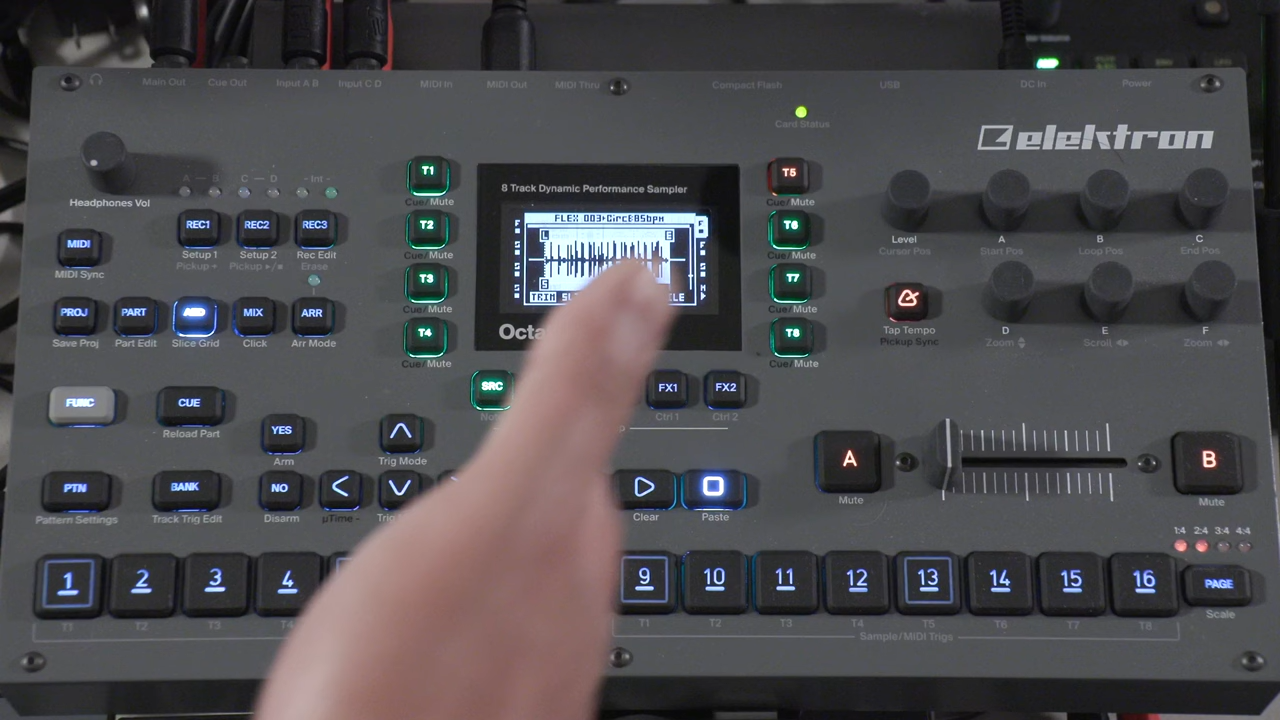 Main Out Cue Out Input A B Input C D MIDI In MIDI Out MIDI Thru Compact Flash USB DC In Power
Card Status
elektron
Headphones Vol
A B C D - Int -
T1
Cue/Mute
T2
Cue/Mute
T3
Cue/Mute
T4
Cue/Mute
8 Track Dynamic Performance Sampler
FLEX 003
L E
S
TRIM
Octa
T5
Cue/Mute
T6
Cue/Mute
T7
Cue/Mute
T8
Cue/Mute
Level A B C
Cursor Pos Start Pos Loop Pos End Pos
D E F
Zoom Scroll Zoom
Tap Tempo
Pickup Sync
REC1 REC2 REC3
Setup 1 Setup 2 Rec Edit
Pickup + Pickup Erase
MIDI
MIDI Sync
PROJ PART AED MIX ARR
Save Proj Part Edit Slice Grid Click Arr Mode
FUNC CUE
Reload Part
YES
Arm
Trig Mode
SRC FX1 FX2
Ctrl 1 Ctrl 2
PTN BANK NO
Pattern Settings Track Trig Edit Disarm µTime -
Clear Paste
A B
Mute Mute
1:4 2:4 3:4 4:4
1 2 3 4 9 10 11 12 13 14 15 16 PAGE
Scale
T1 T2 T3 T4 T1 T2 T3 T4 T5 T6 T7 T8
Sample/MIDI Trigs